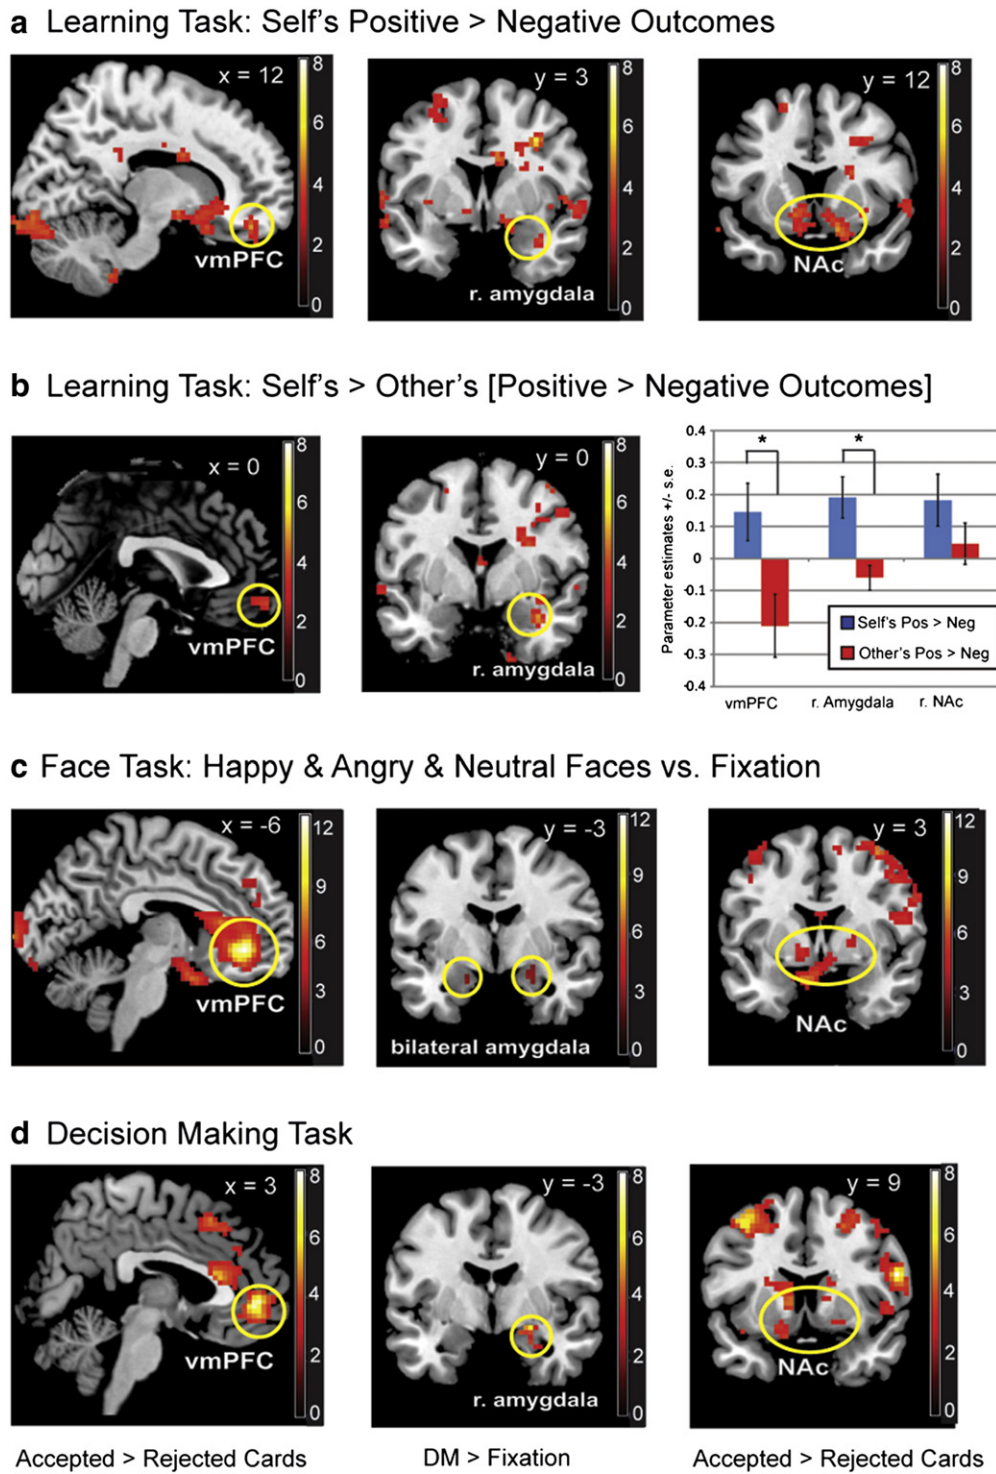 a Learning Task: Self's Positive > Negative Outcomes
x = 12
8
6
4
2
0
vmPFC
y = 3
8
6
4
2
0
r. amygdala
y = 12
8
6
4
2
0
NAc
b Learning Task: Self's > Other's [Positive > Negative Outcomes]
x = 0
8
6
4
2
0
vmPFC
y = 0
8
6
4
2
0
r. amygdala
Parameter estimates +/- s.e.
0.4
0.3
0.2
0.1
0
-0.1
-0.2
-0.3
-0.4
* *
Self's Pos > Neg
Other's Pos > Neg
vmPFC r. Amygdala r. NAc
c Face Task: Happy & Angry & Neutral Faces vs. Fixation
x = -6
12
9
6
3
0
vmPFC
y = -3
12
9
6
3
0
bilateral amygdala
y = 3
12
9
6
3
0
NAc
d Decision Making Task
x = 3
8
6
4
2
0
vmPFC
y = -3
8
6
4
2
0
r. amygdala
y = 9
8
6
4
2
0
NAc
Accepted > Rejected Cards DM > Fixation Accepted > Rejected Cards